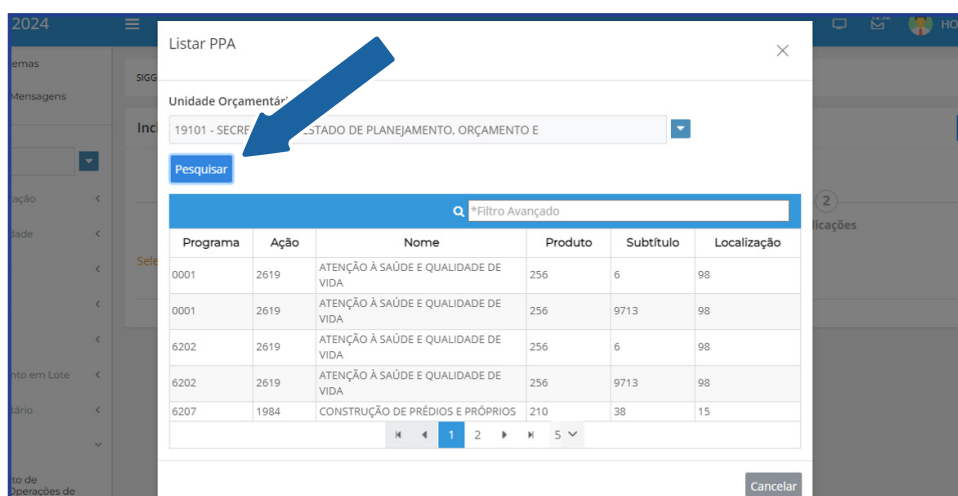 2024
HO
Listar PPA
emas
SIGG
Mensagens
Unidade Orçamentári
19101 - SECRE STADO DE PLANEJAMENTO, ORÇAMENTO E
Inc
Pesquisar
*Filtro Avançado
ação
2
Programa Ação Nome Produto Subtítulo Localização
dade
licações
Sele
0001 2619 ATENÇÃO À SAÚDE E QUALIDADE DE VIDA 256 6 98
0001 2619 ATENÇÃO À SAÚDE E QUALIDADE DE VIDA 256 9713 98
6202 2619 ATENÇÃO À SAÚDE E QUALIDADE DE VIDA 256 6 98
6202 2619 ATENÇÃO À SAÚDE E QUALIDADE DE VIDA 256 9713 98
nto em Lote
6207 1984 CONSTRUÇÃO DE PRÉDIOS E PRÓPRIOS 210 38 15
tário
1 2 5
to de
Operações de
Cancelar